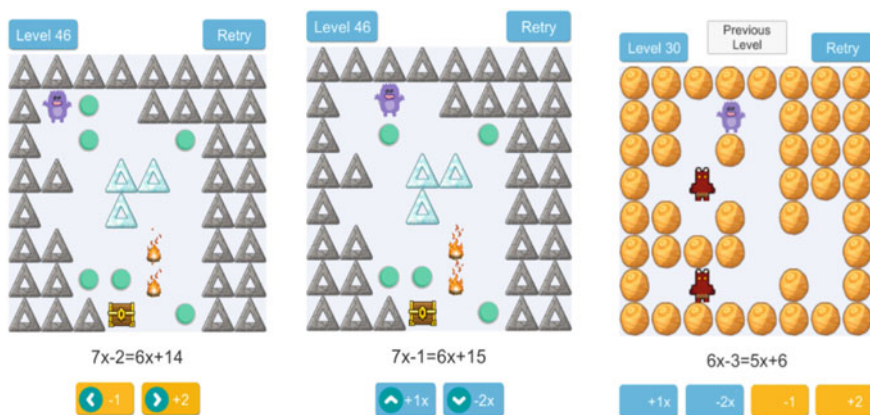 Level 46
Retry
7x-2=6x+14
-1
+2
Level 46
Retry
7x-1=6x+15
+1x
-2x
Previous
Level
Level 30
Retry
6x-3=5x+6
+1x
-2x
-1
+2